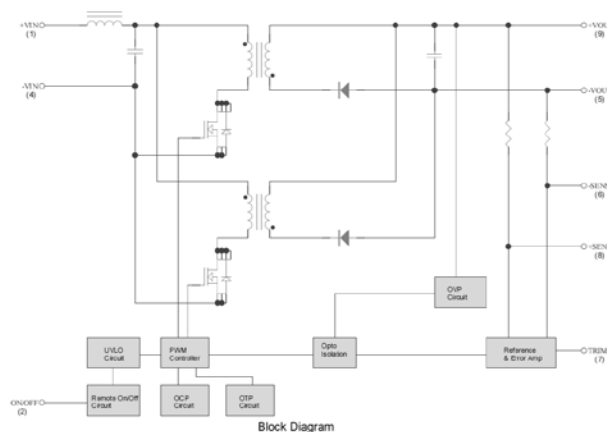 +VIN
(1)
-VIN
(4)
+VOU
(9)
-VOU
(5)
-SENS
(6)
+SEN
(8)
OVP
Circuit
UVLO
Circuit
PWM
Controller
Opto
Isolation
Reference
& Error Amp
TRIM
(7)
Remote On/Off
Circuit
ON/OFF
(2)
OCP
Circuit
OTP
Circuit
Block Diagram